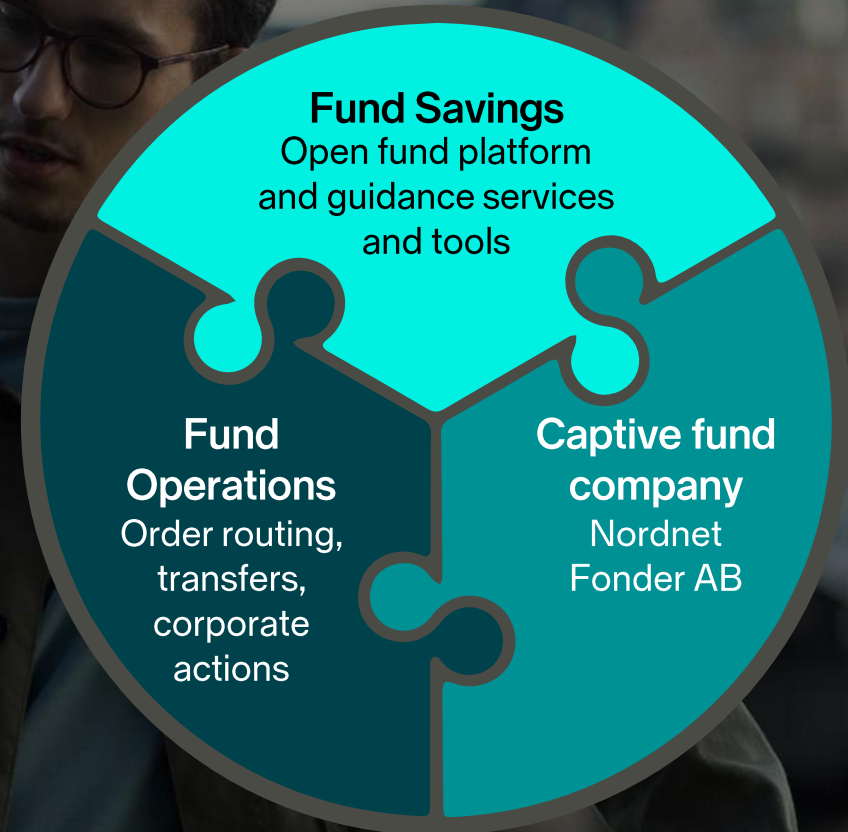 Fund Savings
Open fund platform
and guidance services
and tools
Fund
Operations
Order routing,
transfers,
corporate
actions
Captive fund
company
Nordnet
Fonder AB